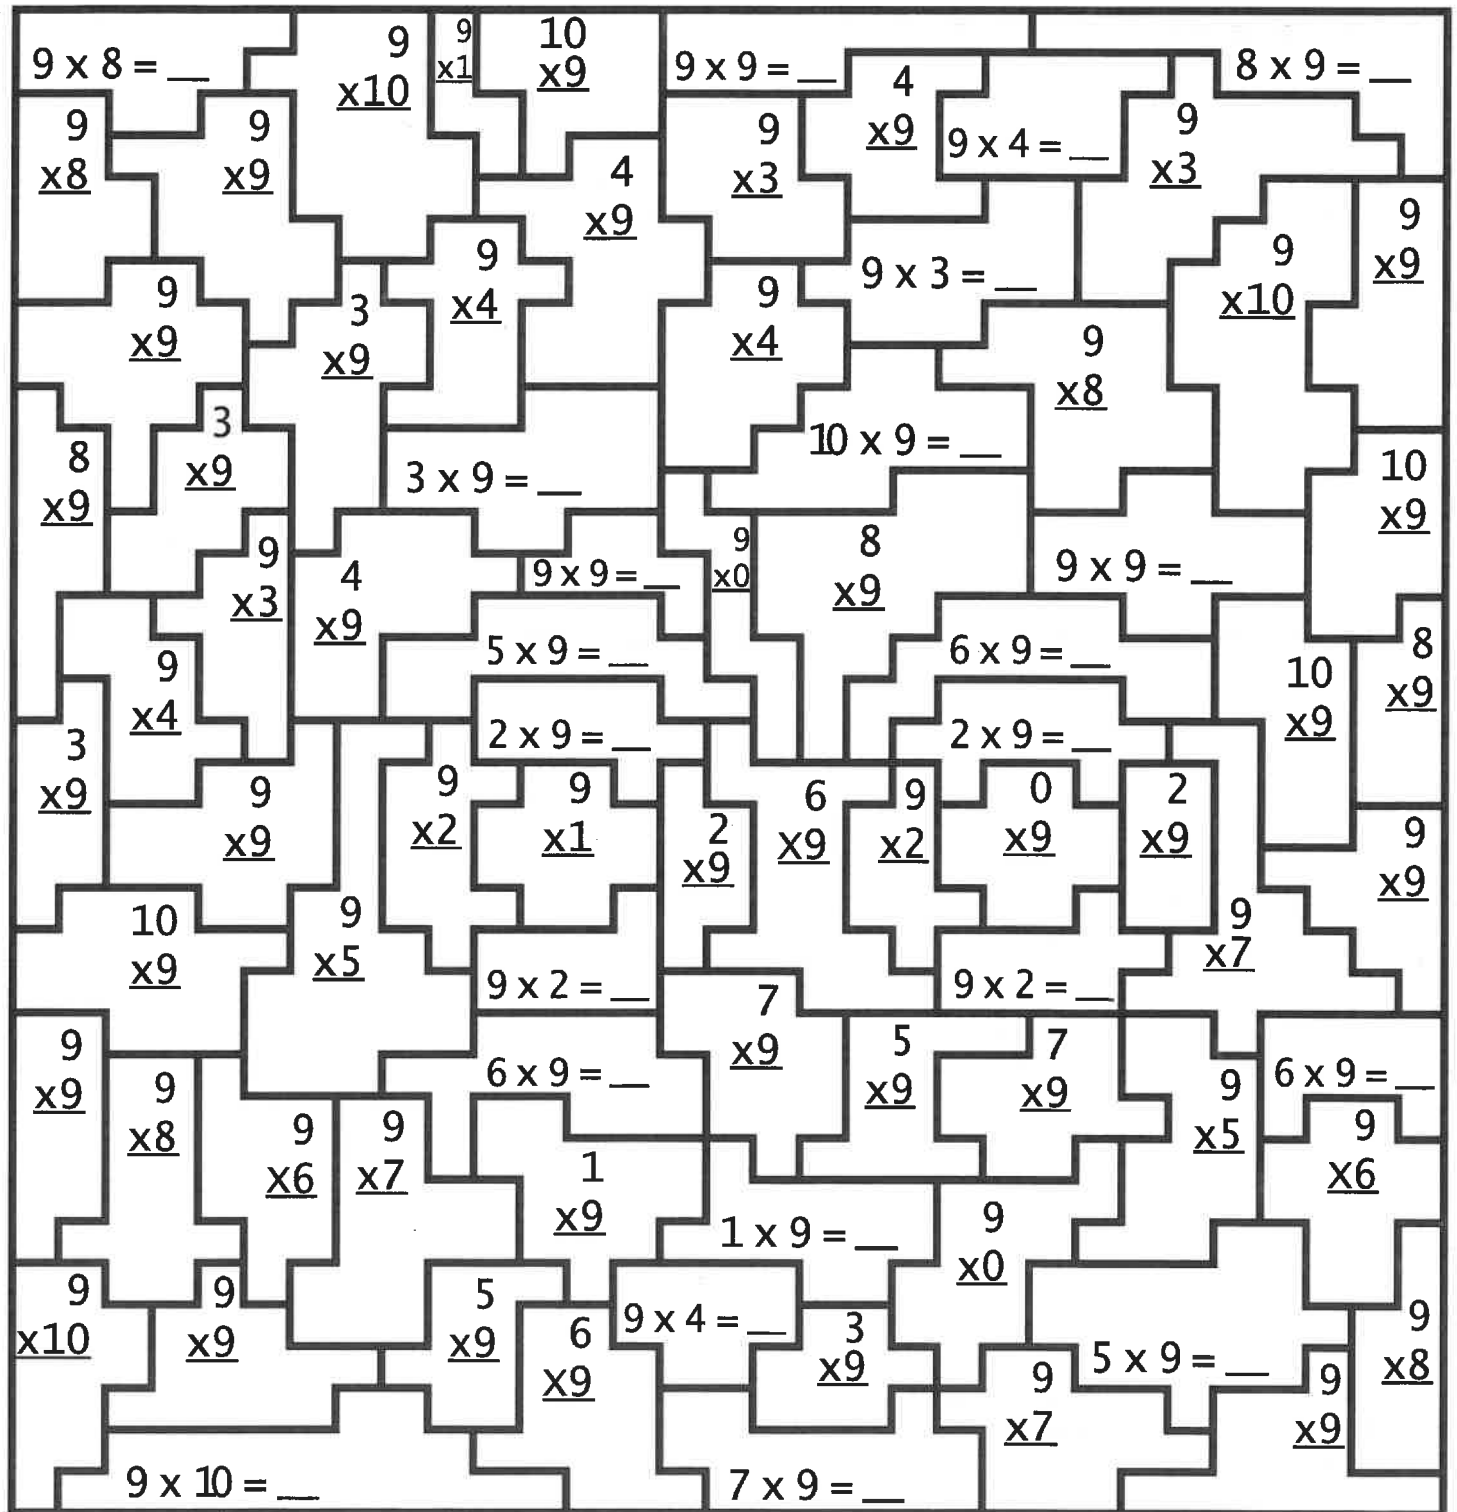 9 x 8 = __
9
x10
9
x1
10
x9
9 x 9 = __
4
x9
8 x 9 = __
9
x8
9
x9
4
x9
9
x3
9 x 4 = __
9
x3
9
x9
9
x4
9 x 3 = __
9
x10
9
x9
3
x9
9
x4
9
x8
3
x9
8
x9
3 x 9 = __
10 x 9 = __
10
x9
9
x3
4
x9
9 x 9 = __
9
x0
8
x9
9 x 9 = __
9
x4
5 x 9 = __
6 x 9 = __
10
x9
8
x9
3
x9
9
x9
9
x2
2 x 9 = __
9
x1
2
x9
6
x9
9
x2
2 x 9 = __
0
x9
2
x9
9
x9
10
x9
9
x5
9 x 2 = __
9 x 2 = __
9
x7
9
x9
9
x8
6 x 9 = __
7
x9
5
x9
7
x9
9
x5
6 x 9 = __
9
x6
9
x7
1
x9
1 x 9 = __
9
x0
9
x6
9
x10
9
x9
5
x9
6
x9
9 x 4 = __
3
x9
9
x7
5 x 9 = __
9
x9
9
x8
9 x 10 = __
7 x 9 = __